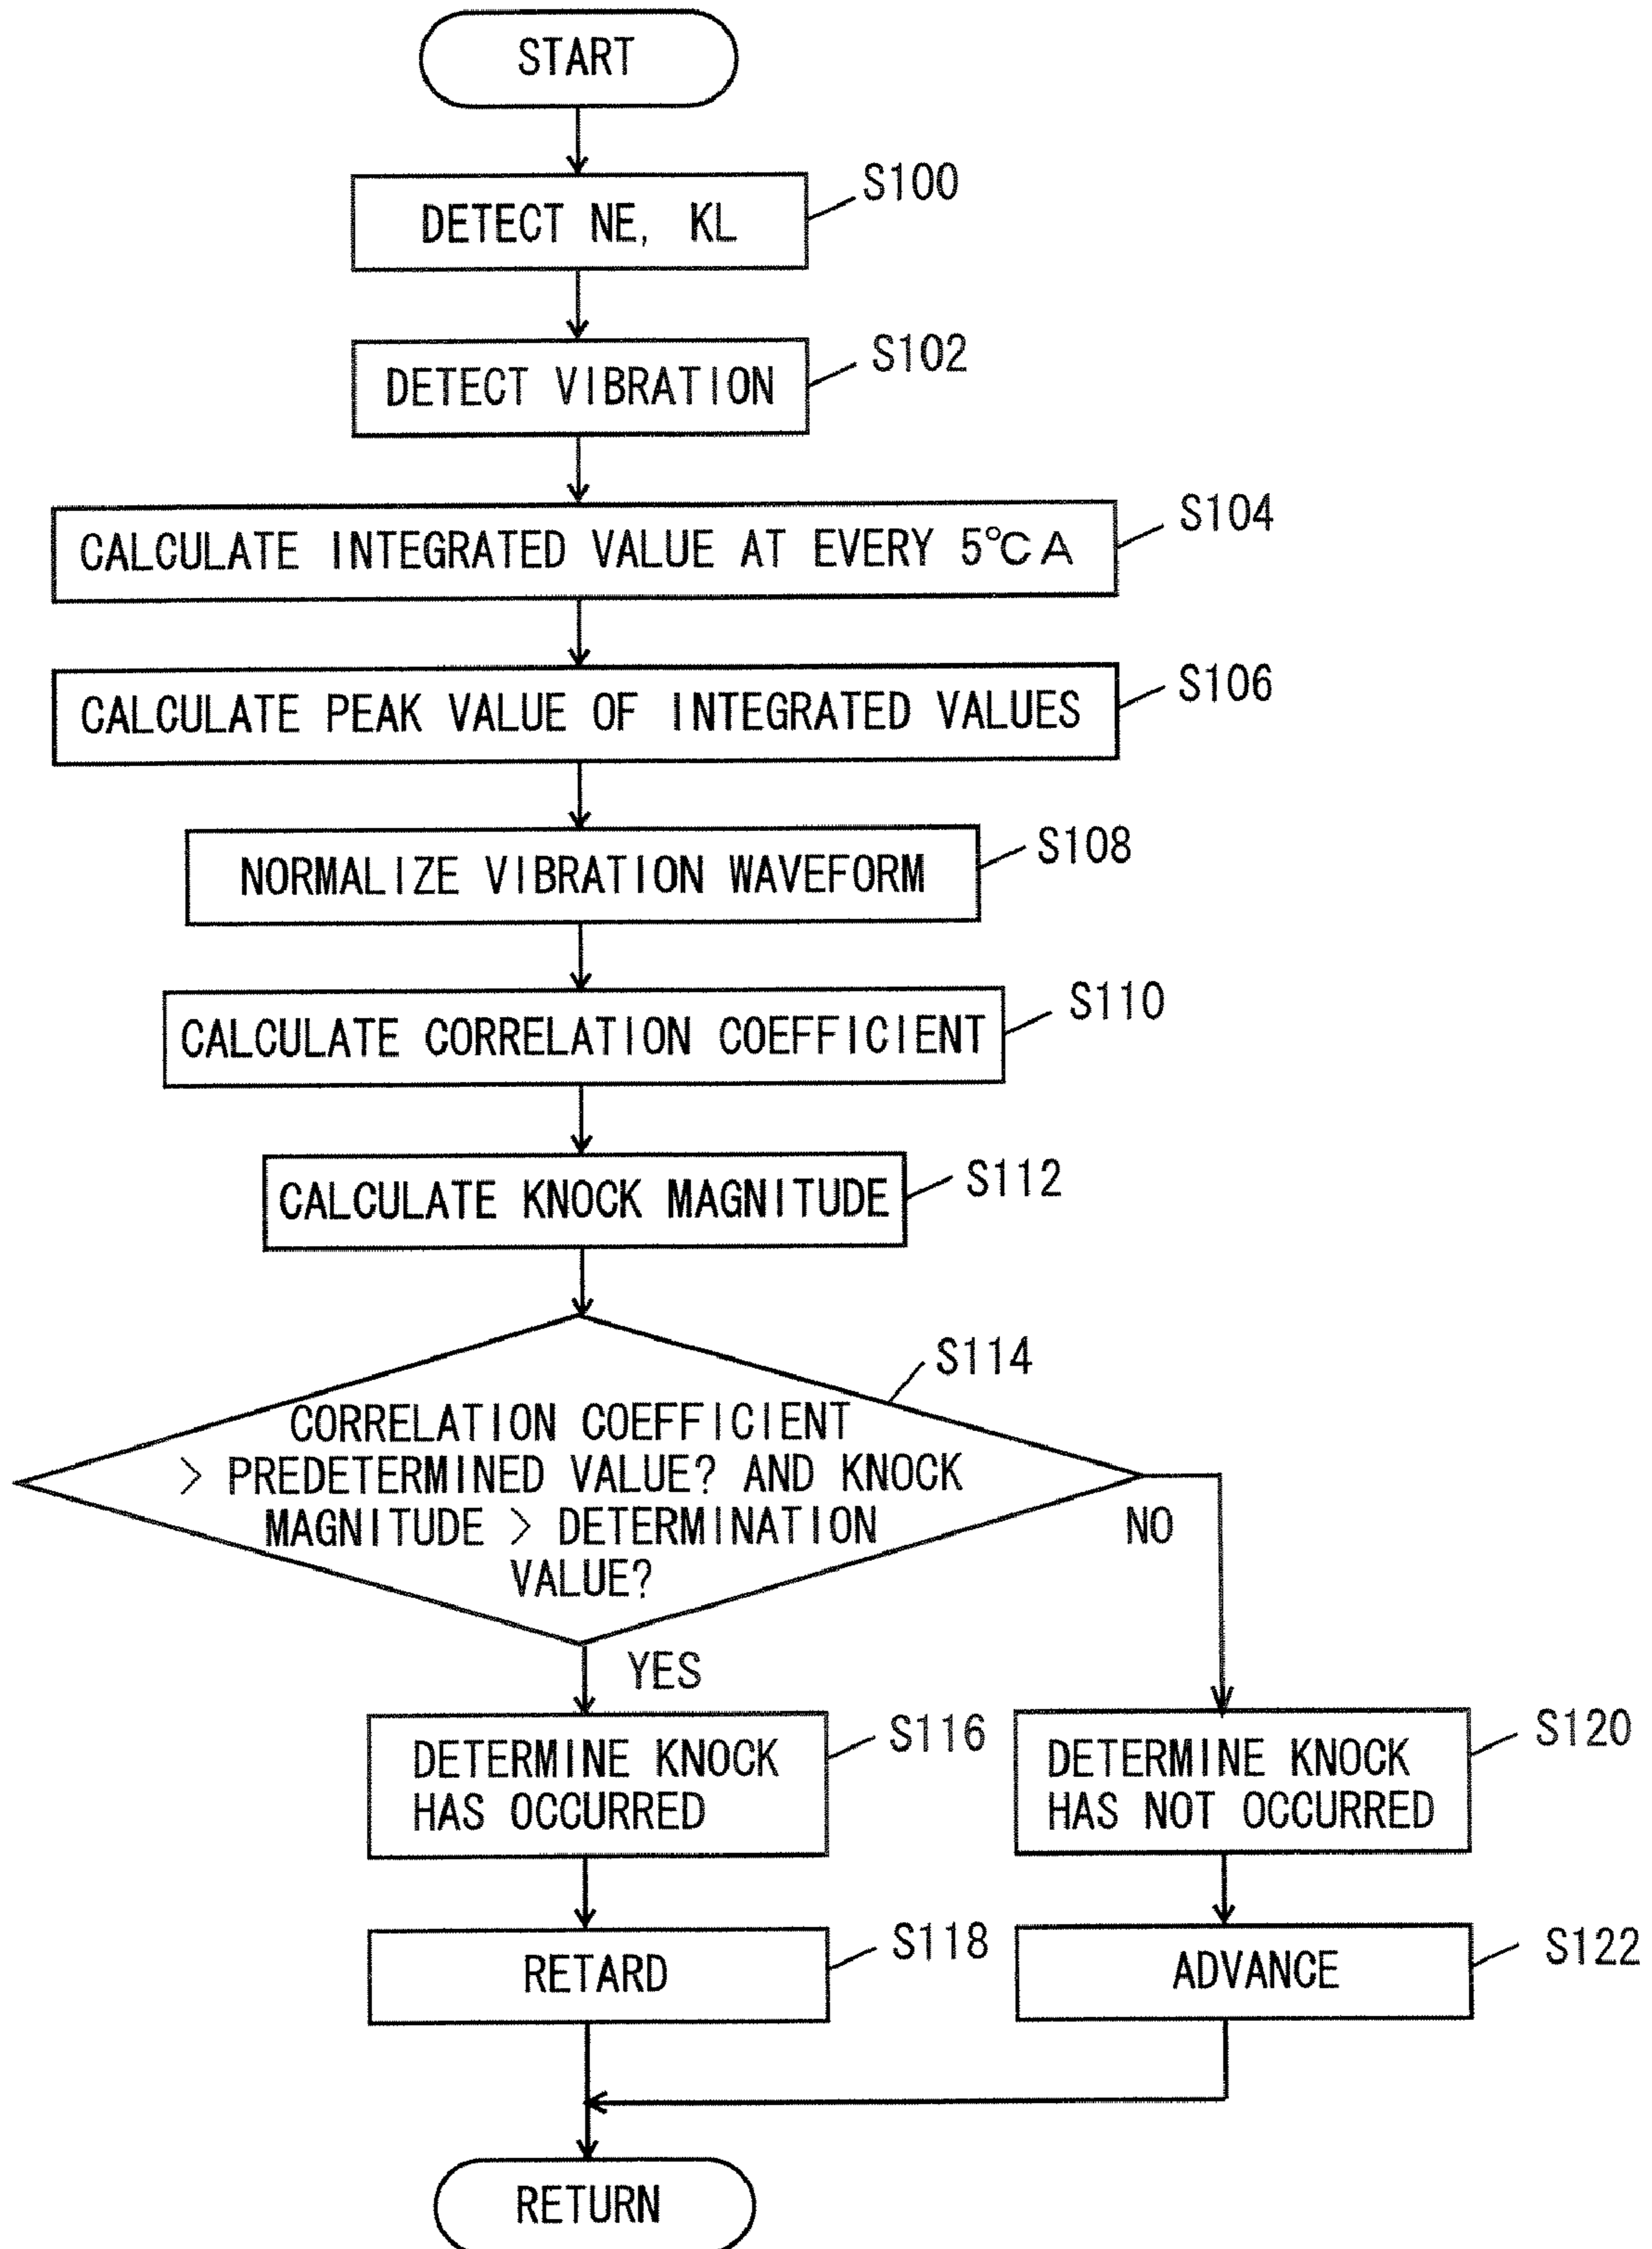 START
S100
DETECT NE, KL
S102
DETECT VIBRATION
S104
CALCULATE INTEGRATED VALUE AT EVERY 5℃A
S106
CALCULATE PEAK VALUE OF INTEGRATED VALUES
S108
NORMALIZE VIBRATION WAVEFORM
S110
CALCULATE CORRELATION COEFFICIENT
S112
CALCULATE KNOCK MAGNITUDE
S114
CORRELATION COEFFICIENT
> PREDETERMINED VALUE? AND KNOCK
MAGNITUDE > DETERMINATION
VALUE?
NO
YES
S116
DETERMINE KNOCK
HAS OCCURRED
S120
DETERMINE KNOCK
HAS NOT OCCURRED
S118
RETARD
S122
ADVANCE
RETURN